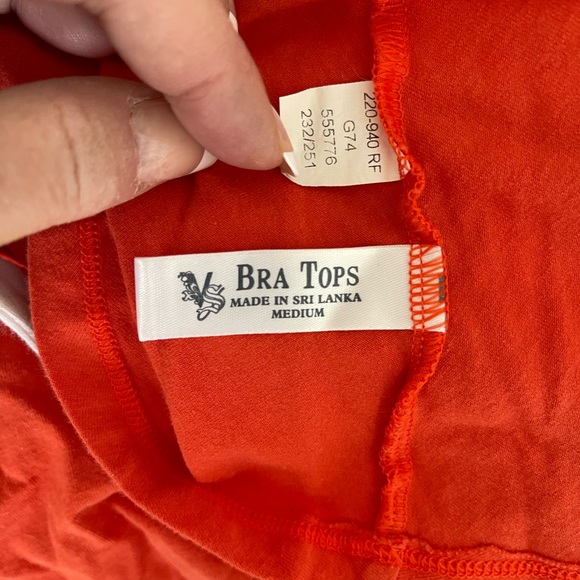 220-940 RF
G74
555776
232/251
VS BRA TOPS
MADE IN SRI LANKA
MEDIUM